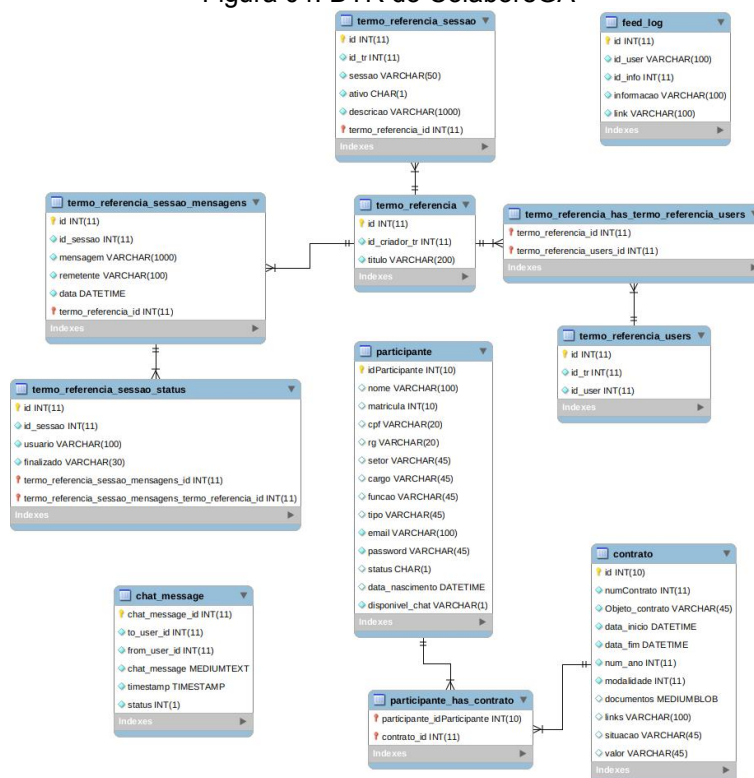 Figura 04: DTR do ColaboreGA
termo_referencia_sessao
id INT(11)
id_tr INT(11)
sessao VARCHAR(50)
ativo CHAR(1)
descricao VARCHAR(1000)
termo_referencia_id INT(11)
Indexes
feed_log
id INT(11)
id_user VARCHAR(100)
id_info INT(11)
informacao VARCHAR(100)
link VARCHAR(100)
Indexes
termo_referencia_sessao_mensagens
id INT(11)
id_sessao INT(11)
mensagem VARCHAR(1000)
remetente VARCHAR(100)
data DATETIME
termo_referencia_id INT(11)
Indexes
termo_referencia
id INT(11)
id_criador_tr INT(11)
titulo VARCHAR(200)
Indexes
termo_referencia_has_termo_referencia_users
termo_referencia_id INT(11)
termo_referencia_users_id INT(11)
Indexes
termo_referencia_users
id INT(11)
id_tr INT(11)
id_user INT(11)
Indexes
termo_referencia_sessao_status
id INT(11)
id_sessao INT(11)
usuario VARCHAR(100)
finalizado VARCHAR(30)
termo_referencia_sessao_mensagens_id INT(11)
termo_referencia_sessao_mensagens_termo_referencia_id INT(11)
Indexes
participante
idParticipante INT(10)
nome VARCHAR(100)
matricula INT(10)
cpf VARCHAR(20)
rg VARCHAR(20)
setor VARCHAR(45)
cargo VARCHAR(45)
funcao VARCHAR(45)
tipo VARCHAR(45)
email VARCHAR(100)
password VARCHAR(45)
status CHAR(1)
data_nascimento DATETIME
disponivel_chat VARCHAR(1)
Indexes
chat_message
chat_message_id INT(11)
to_user_id INT(11)
from_user_id INT(11)
chat_message MEDIUMTEXT
timestamp TIMESTAMP
status INT(1)
Indexes
contrato
id INT(10)
numContrato INT(11)
Objeto_contrato VARCHAR(45)
data_inicio DATETIME
data_fim DATETIME
num_ano INT(11)
modalidade INT(11)
documentos MEDIUMBLOB
links VARCHAR(100)
situacao VARCHAR(45)
valor VARCHAR(45)
Indexes
participante_has_contrato
participante_idParticipante INT(10)
contrato_id INT(11)
Indexes